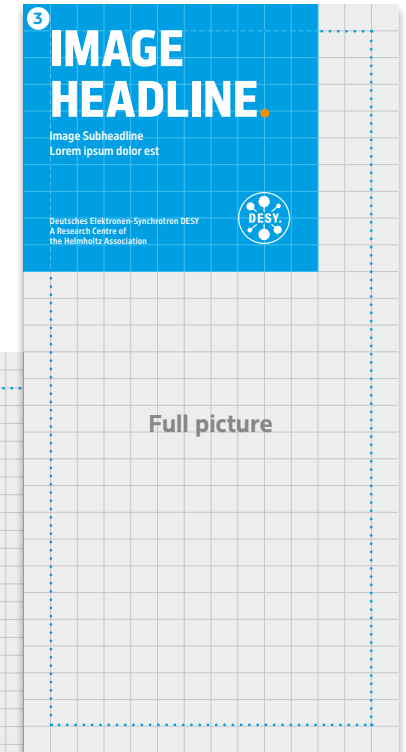 3
IMAGE
HEADLINE.
Image Subheadline
Lorem ipsum dolor est
Deutsches Elektronen-Synchrotron DESY
A Research Centre of
the Helmholtz Association
DESY.
Full picture